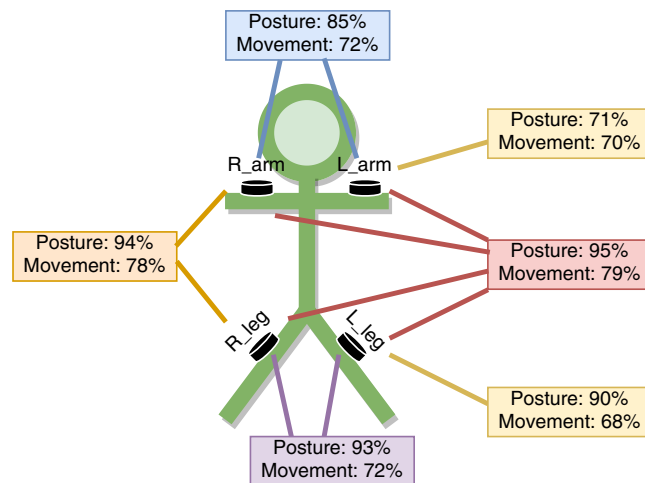 Posture: 85%
Movement: 72%
Posture: 71%
Movement: 70%
R_arm
L_arm
Posture: 94%
Movement: 78%
Posture: 95%
Movement: 79%
R_leg
L_leg
Posture: 90%
Movement: 68%
Posture: 93%
Movement: 72%